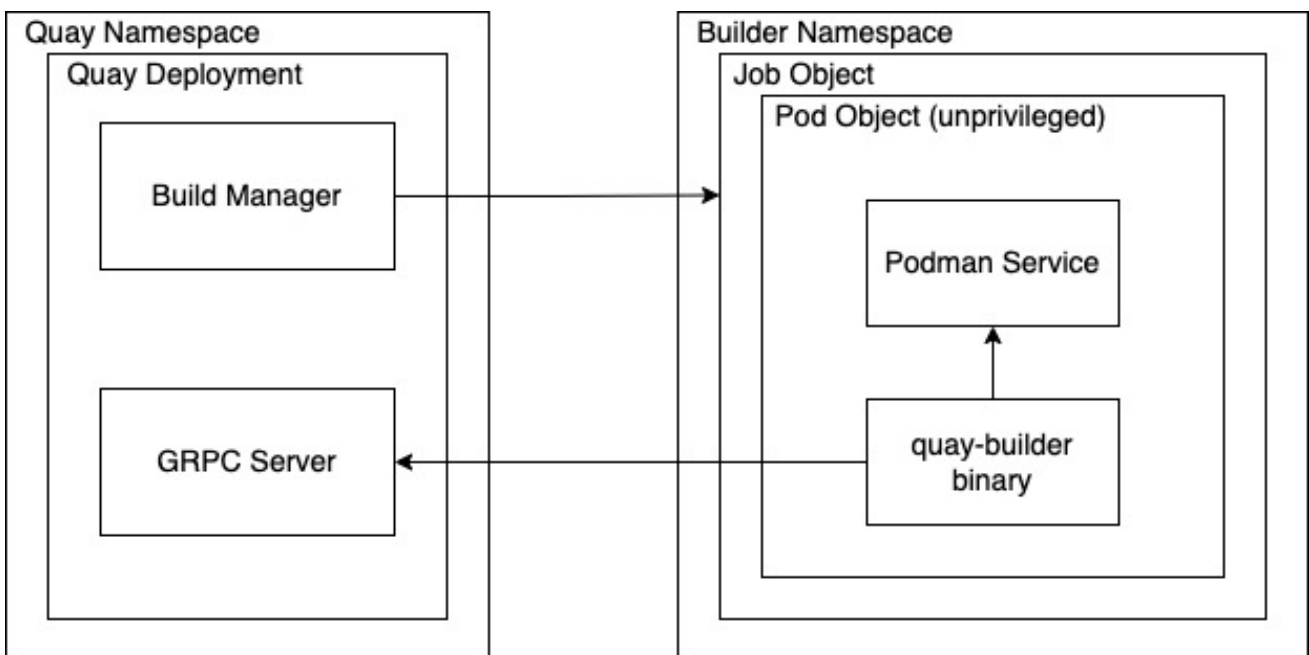 Quay Namespace
Quay Deployment
Build Manager
GRPC Server
Builder Namespace
Job Object
Pod Object (unprivileged)
Podman Service
quay-builder
binary